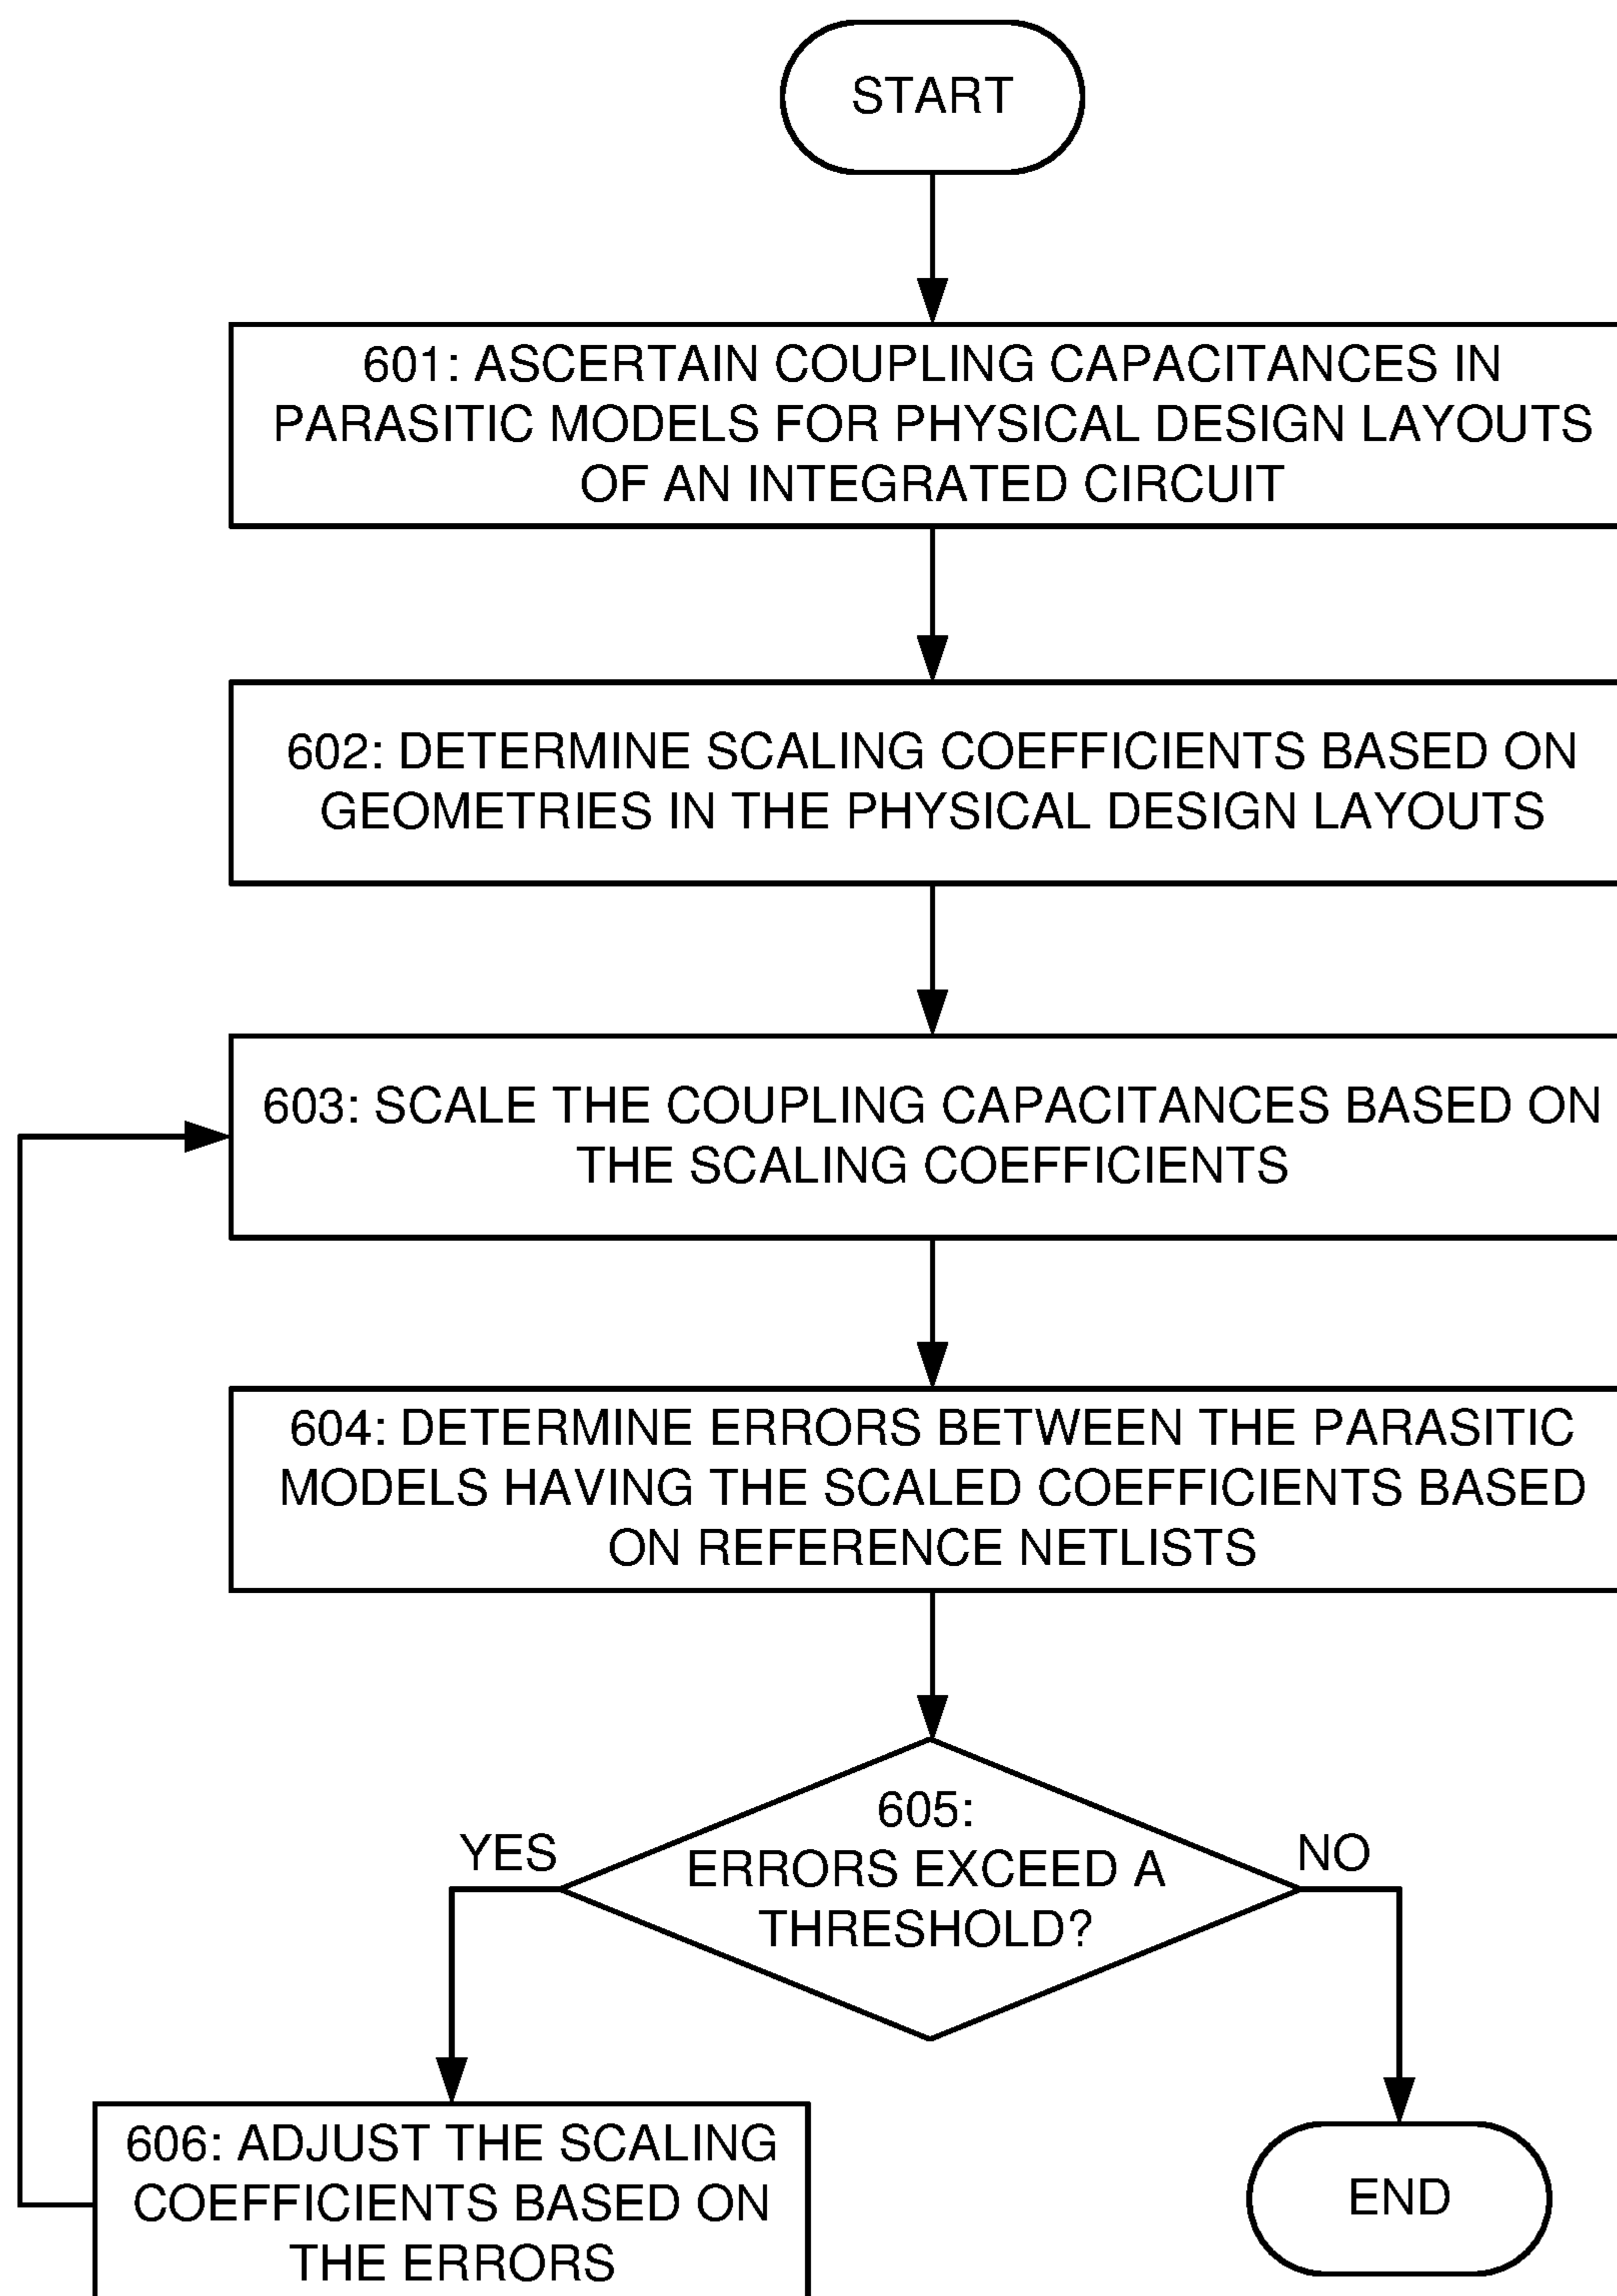 START
601: ASCERTAIN COUPLING CAPACITANCES IN
PARASITIC MODELS FOR PHYSICAL DESIGN LAYOUTS
OF AN INTEGRATED CIRCUIT
602: DETERMINE SCALING COEFFICIENTS BASED ON
GEOMETRIES IN THE PHYSICAL DESIGN LAYOUTS
603: SCALE THE COUPLING CAPACITANCES BASED ON
THE SCALING COEFFICIENTS
604: DETERMINE ERRORS BETWEEN THE PARASITIC
MODELS HAVING THE SCALED COEFFICIENTS BASED
ON REFERENCE NETLISTS
605:
ERRORS EXCEED A
THRESHOLD?
YES
NO
606: ADJUST THE SCALING
COEFFICIENTS BASED ON
THE ERRORS
END